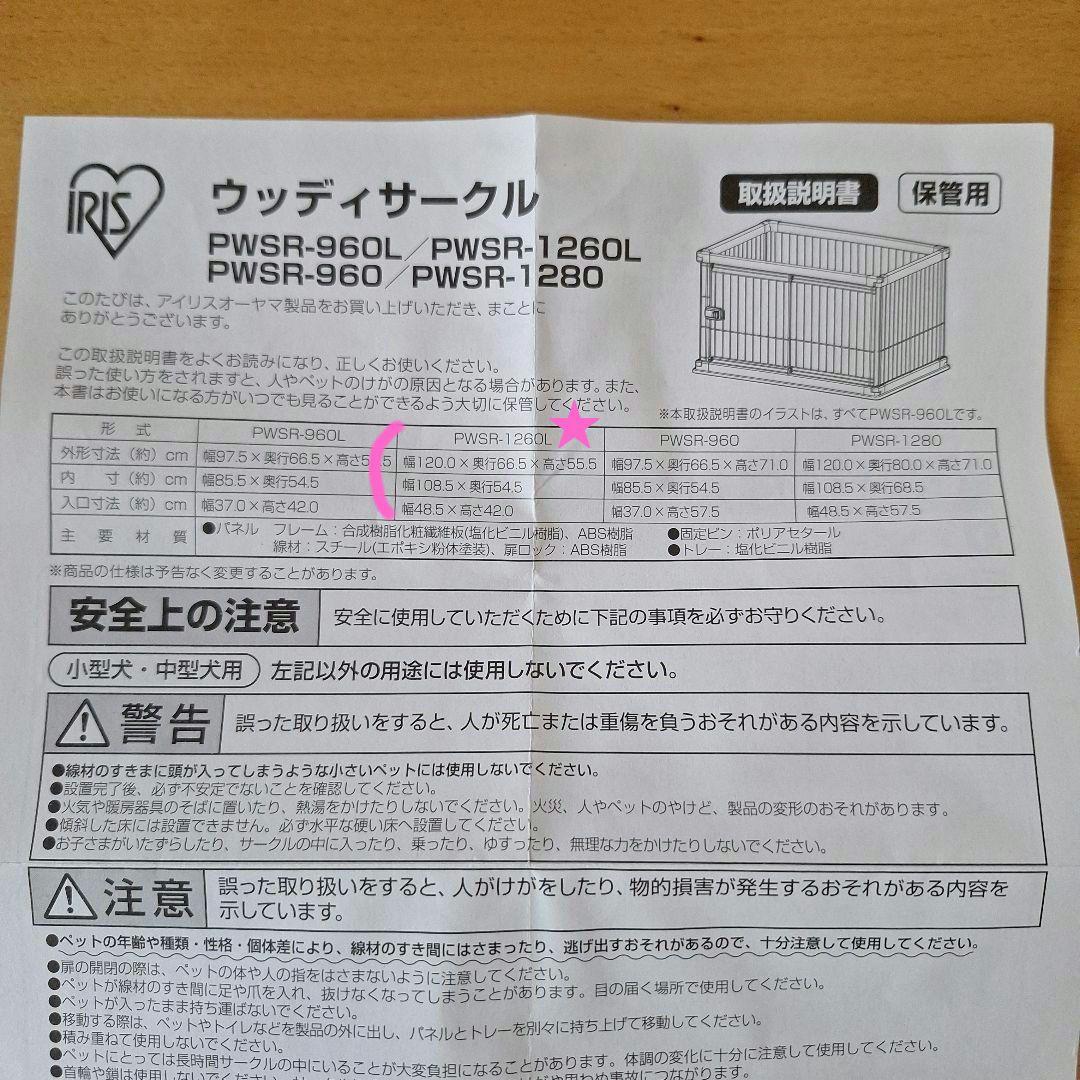 IRIS
ウッディサークル
取扱説明書 保管用
PWSR-960L／PWSR-1260L
PWSR-960／PWSR-1280
このたびは、アイリスオーヤマ製品をお買い上げいただき、まことに
ありがとうございます。
この取扱説明書をよくお読みになり、正しくお使いください。
誤った使い方をされますと、人やペットのけがの原因となる場合があります。また、
本書はお使いになる方がいつでも見ることができるよう大切に保管してください。
※本取扱説明書のイラストは、すべてPWSR-960Lです。
形 式 PWSR-960L PWSR-1260L PWSR-960 PWSR-1280
外形寸法（約）cm 幅97.5×奥行66.5×高さ5 .5 幅120.0×奥行66.5×高さ55.5 幅97.5×奥行66.5×高さ71.0 幅120.0×奥行80.0×高さ71.0
内 寸（約）cm 幅85.5×奥行54.5 幅108.5×奥行54.5 幅85.5×奥行54.5 幅108.5×奥行68.5
入口寸法（約）cm 幅37.0×高さ42.0 幅48.5×高さ42.0 幅37.0×高さ57.5 幅48.5×高さ57.5
主 要 材 質 ●パネル フレーム：合成樹脂化粧繊維板(塩化ビニル樹脂)、ABS樹脂 ●固定ピン：ポリアセタール
線材：スチール(エポキシ粉体塗装)、扉ロック：ABS樹脂 ●トレー：塩化ビニル樹脂
※商品の仕様は予告なく変更することがあります。
安全上の注意 安全に使用していただくために下記の事項を必ずお守りください。
小型犬・中型犬用 左記以外の用途には使用しないでください。
警告 誤った取り扱いをすると、人が死亡または重傷を負うおそれがある内容を示しています。
●線材のすきまに頭が入ってしまうような小さいペットには使用しないでください。
●設置完了後、必ず不安定でないことを確認してください。
●火気や暖房器具のそばに置いたり、熱湯をかけたりしないでください。火災、人やペットのやけど、製品の変形のおそれがあります。
●傾斜した床には設置できません。必ず水平な硬い床へ設置してください。
●お子さまがいたずらしたり、サークルの中に入ったり、乗ったり、ゆすったり、無理な力をかけたりしないでください。
注意 誤った取り扱いをすると、人がけがをしたり、物的損害が発生するおそれがある内容を
示しています。
●ペットの年齢や種類・性格・個体差により、線材のすき間にはさまったり、逃げ出すおそれがあるので、十分注意して使用してください。
●扉の開閉の際は、ペットの体や人の指をはさまないように注意してください。
●ペットが線材のすき間に足や爪を入れ、抜けなくなってしまうことがあります。目の届く場所で使用してください。
●ペットが入ったまま持ち運ばないでください。
●移動する際は、ペットやトイレなどを製品の外に出し、パネルとトレーを別々に持ち上げて移動してください。
●積み重ねて使用しないでください。
●ペットにとっては長時間サークルの中にいることが大変負担になることがあります。体調の変化に十分に注意して使用してください。
●首輪や鎖は使用しないでください。 思わぬ事故につながります。